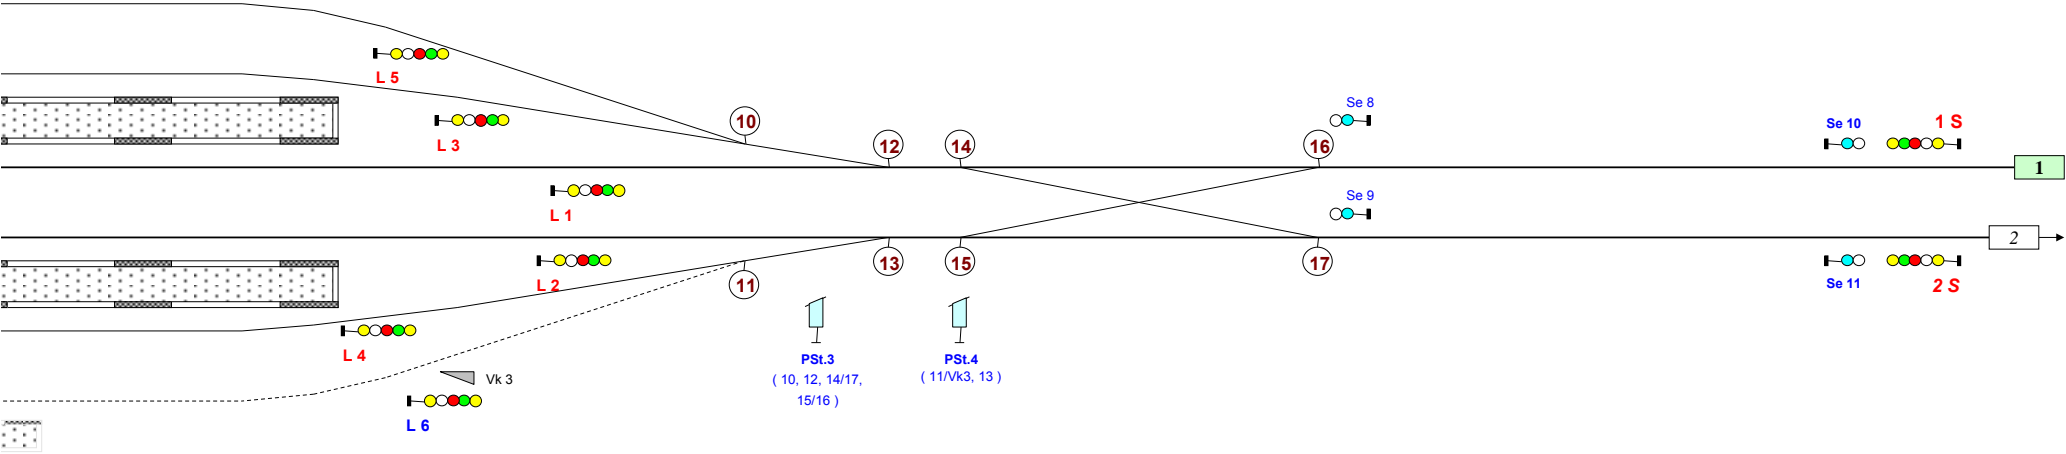 L 5
Se 8
10
L 3
Se 10
1 S
12
14
16
1
Se 9
L 1
2
L 2
13
15
17
11
Se 11
2 S
L 4
PSt.3
( 10, 12, 14/17,
15/16 )
PSt.4
( 11/Vk3, 13 )
Vk 3
L 6